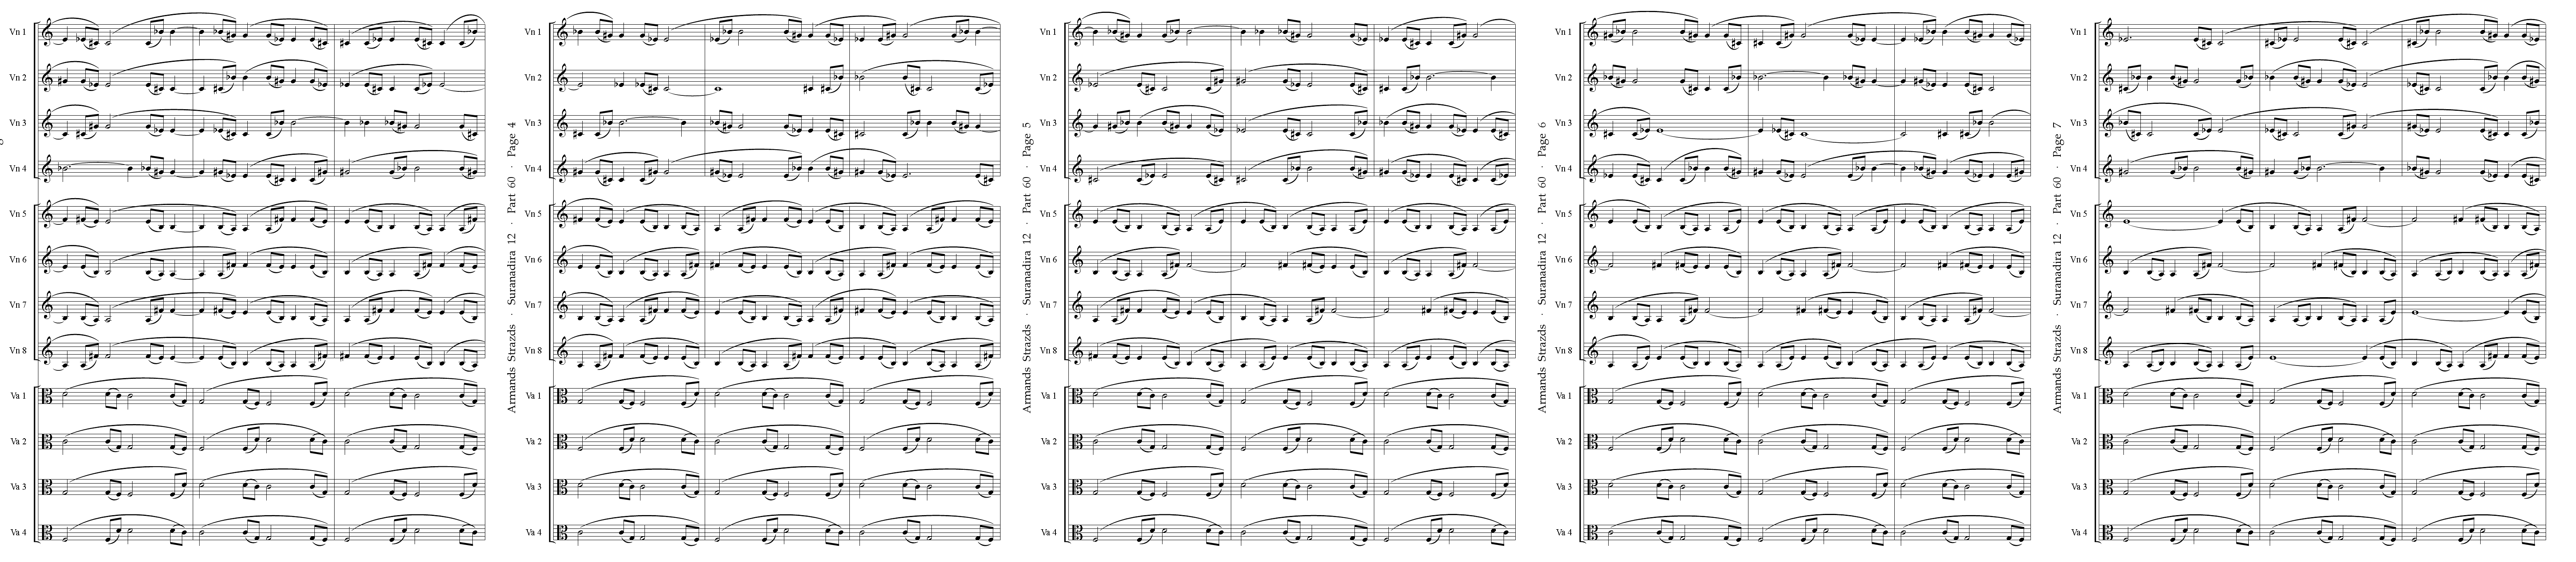 Vn 1
Vn 2
Vn 3
Vn 4
Vn 5
Vn 6
Vn 7
Vn 8
Va 1
Va 2
Va 3
Va 4
Armands Strazds · Suranadira 12 · Part 60 · Page 4
Vn 1
Vn 2
Vn 3
Vn 4
Vn 5
Vn 6
Vn 7
Vn 8
Va 1
Va 2
Va 3
Va 4
Armands Strazds · Suranadira 12 · Part 60 · Page 5
Vn 1
Vn 2
Vn 3
Vn 4
Vn 5
Vn 6
Vn 7
Vn 8
Va 1
Va 2
Va 3
Va 4
Armands Strazds · Suranadira 12 · Part 60 · Page 6
Vn 1
Vn 2
Vn 3
Vn 4
Vn 5
Vn 6
Vn 7
Vn 8
Va 1
Va 2
Va 3
Va 4
Armands Strazds · Suranadira 12 · Part 60 · Page 7
Vn 1
Vn 2
Vn 3
Vn 4
Vn 5
Vn 6
Vn 7
Vn 8
Va 1
Va 2
Va 3
Va 4